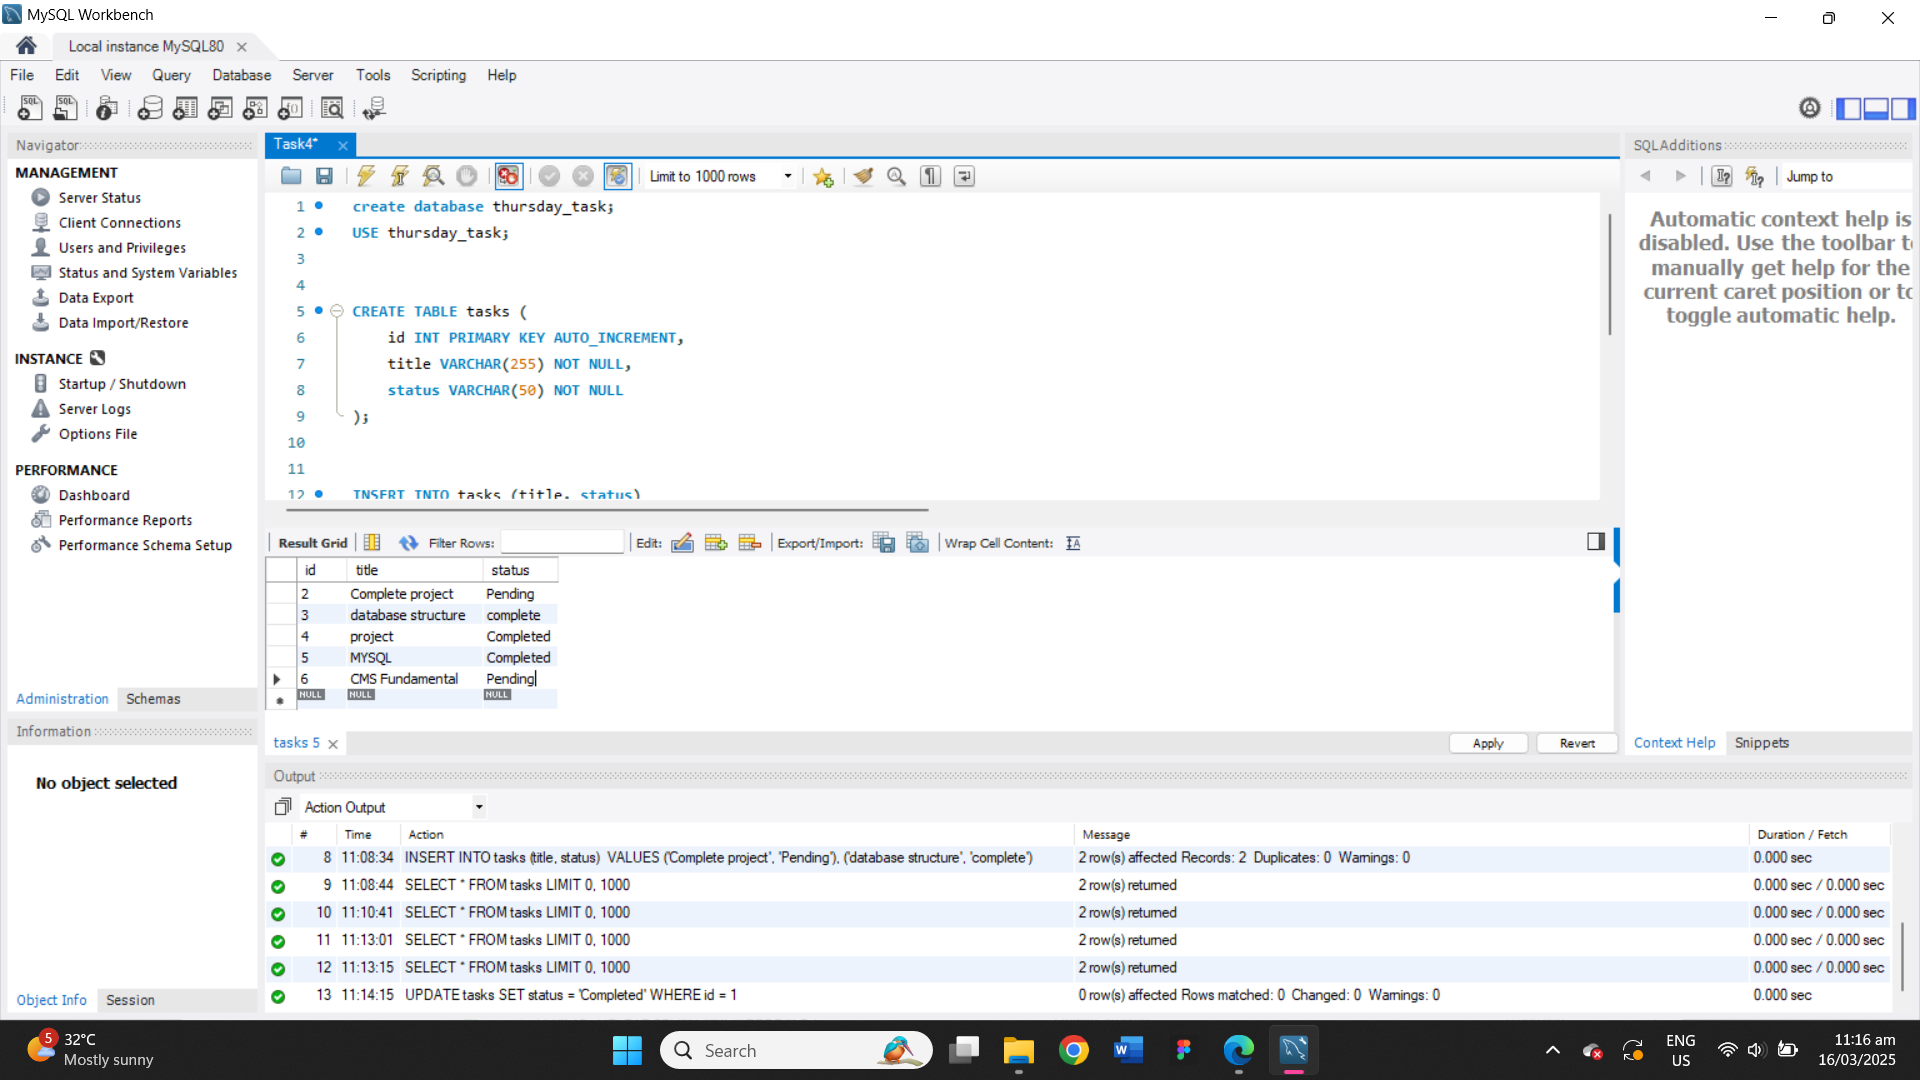 MySQL Workbench
Local instance MySQL80
File Edit View Query Database Server Tools Scripting Help
Navigator
MANAGEMENT
Server Status
Client Connections
Users and Privileges
Status and System Variables
Data Export
Data Import/Restore
INSTANCE
Startup / Shutdown
Server Logs
Options File
PERFORMANCE
Dashboard
Performance Reports
Performance Schema Setup
Administration Schemas
Information
No object selected
Object Info Session
Task4*
Limit to 1000 rows
1 create database thursday_task;
2 USE thursday_task;
3
4
5 CREATE TABLE tasks (
6 id INT PRIMARY KEY AUTO_INCREMENT,
7 title VARCHAR(255) NOT NULL,
8 status VARCHAR(50) NOT NULL
9 );
10
11
12 INSERT INTO tasks (title, status)
Result Grid Filter Rows: Edit: Export/Import: Wrap Cell Content:
id title status
2 Complete project Pending
3 database structure complete
4 project Completed
5 MYSQL Completed
6 CMS Fundamental Pending
NULL NULL NULL
tasks 5
Apply Revert
SQLAdditions
Jump to
Automatic context help is
disabled. Use the toolbar to
manually get help for the
current caret position or to
toggle automatic help.
Context Help Snippets
Output
Action Output
# Time Action Message Duration / Fetch
8 11:08:34 INSERT INTO tasks (title, status) VALUES ('Complete project', 'Pending'), ('database structure', 'complete') 2 row(s) affected Records: 2 Duplicates: 0 Warnings: 0 0.000 sec
9 11:08:44 SELECT * FROM tasks LIMIT 0, 1000 2 row(s) returned 0.000 sec / 0.000 sec
10 11:10:41 SELECT * FROM tasks LIMIT 0, 1000 2 row(s) returned 0.000 sec / 0.000 sec
11 11:13:01 SELECT * FROM tasks LIMIT 0, 1000 2 row(s) returned 0.000 sec / 0.000 sec
12 11:13:15 SELECT * FROM tasks LIMIT 0, 1000 2 row(s) returned 0.000 sec / 0.000 sec
13 11:14:15 UPDATE tasks SET status = 'Completed' WHERE id = 1 0 row(s) affected Rows matched: 0 Changed: 0 Warnings: 0 0.000 sec
5
32°C
Mostly sunny
Search
ENG
US
11:16 am
16/03/2025